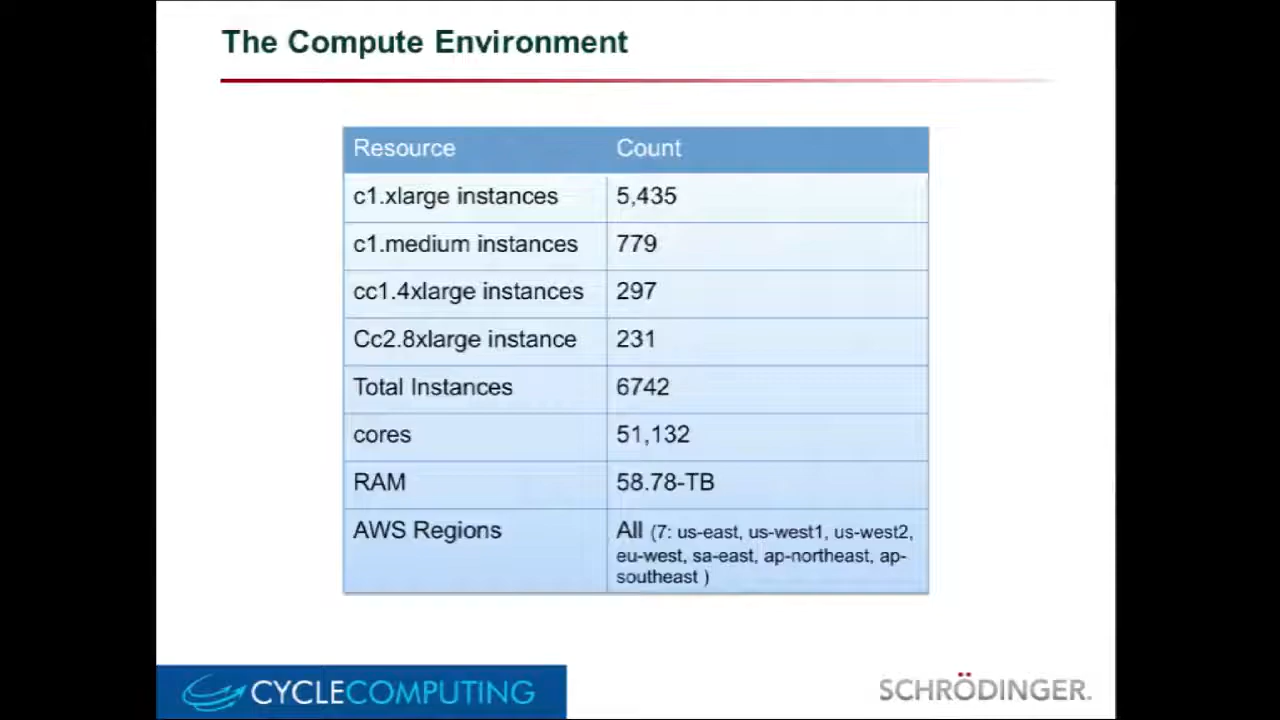 The Compute Environment
Resource Count
c1.xlarge instances 5,435
c1.medium instances 779
cc1.4xlarge instances 297
Cc2.8xlarge instance 231
Total Instances 6742
cores 51,132
RAM 58.78-TB
AWS Regions All (7: us-east, us-west1, us-west2,
eu-west, sa-east, ap-northeast, ap-
southeast )
CYCLECOMPUTING
SCHRÖDINGER.